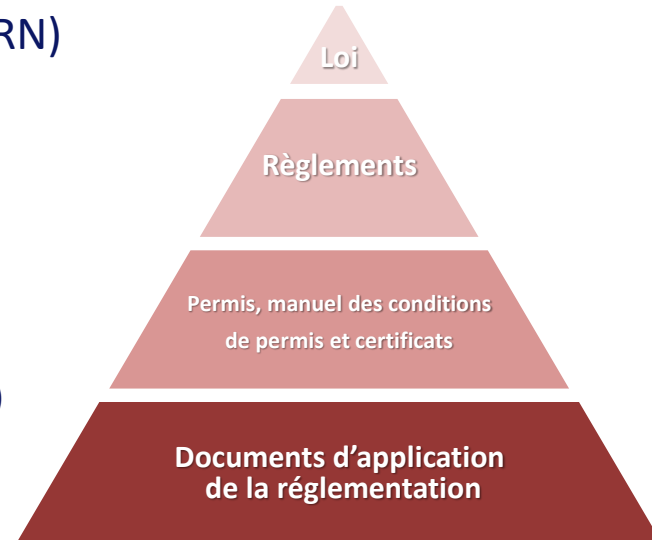 RN)
Loi
Règlements
Permis, manuel des conditions
de permis et certificats
)
Documents d’application
de la réglementation